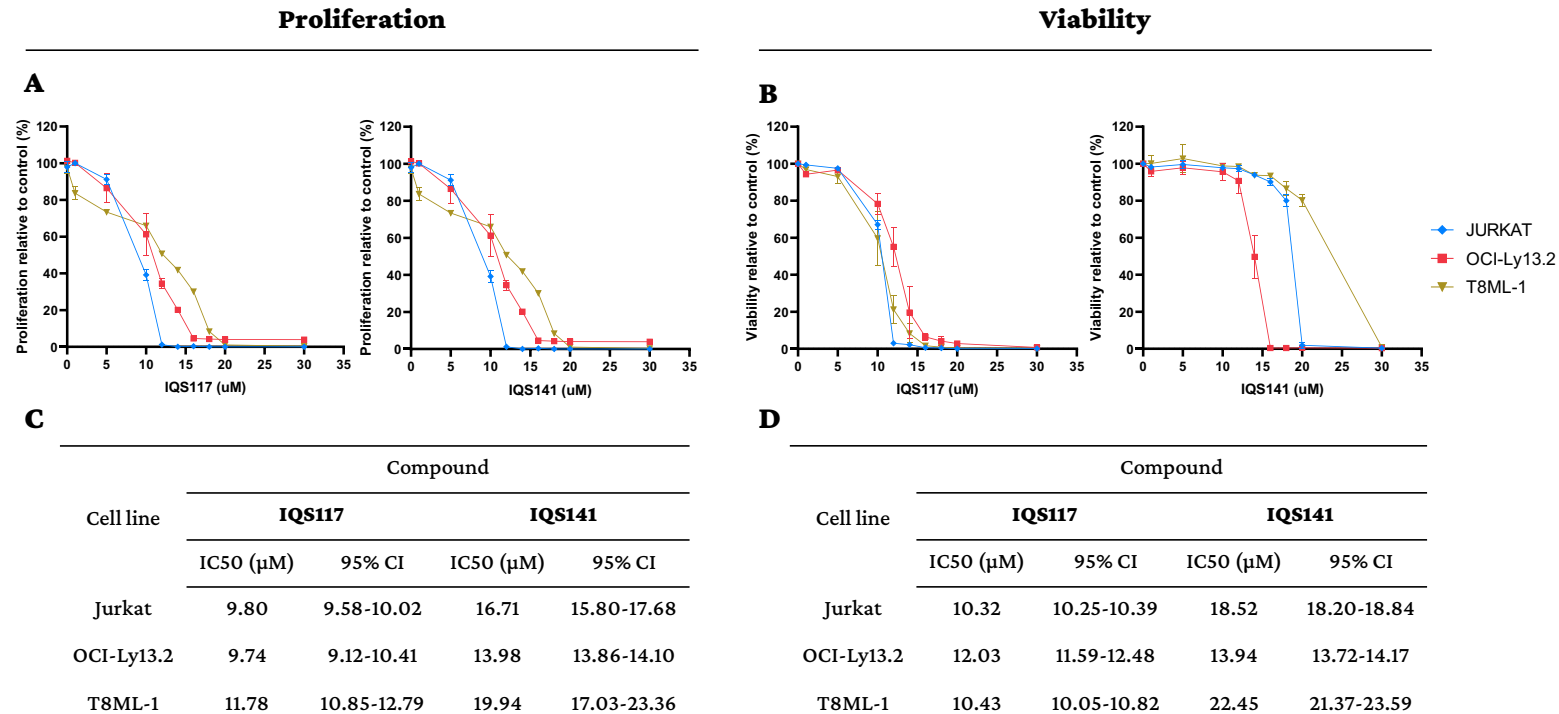 Proliferation
Viability
A
B
Proliferation relative to control (%)
120
100
80
60
40
20
0
0 5 10 15 20 25 30 35
IQS117 (uM)
Proliferation relative to control (%)
120
100
80
60
40
20
0
0 5 10 15 20 25 30 35
IQS141 (uM)
Viability relative to control (%)
120
100
80
60
40
20
0
0 5 10 15 20 25 30 35
IQS117 (uM)
Viability relative to control (%)
120
100
80
60
40
20
0
0 5 10 15 20 25 30 35
IQS141 (uM)
JURKAT
OCI-Ly13.2
T8ML-1
C
Compound
Cell line IQS117 IQS141
IC50 (µM) 95% CI IC50 (µM) 95% CI
Jurkat 9.80 9.58-10.02 16.71 15.80-17.68
OCI-Ly13.2 9.74 9.12-10.41 13.98 13.86-14.10
T8ML-1 11.78 10.85-12.79 19.94 17.03-23.36
D
Compound
Cell line IQS117 IQS141
IC50 (µM) 95% CI IC50 (µM) 95% CI
Jurkat 10.32 10.25-10.39 18.52 18.20-18.84
OCI-Ly13.2 12.03 11.59-12.48 13.94 13.72-14.17
T8ML-1 10.43 10.05-10.82 22.45 21.37-23.59